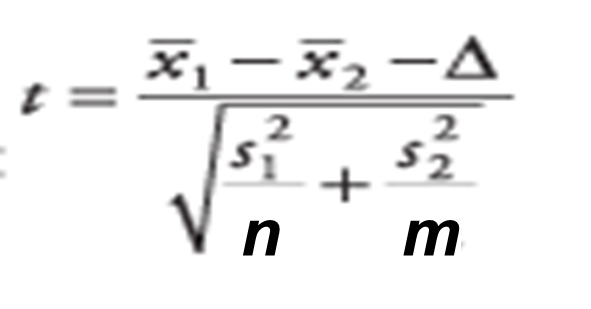 t = (x̄₁ − x̄₂ − Δ) / √(s₁²/n + s₂²/m)